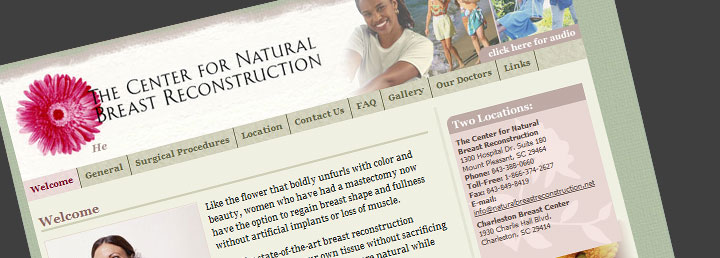 THE CENTER FOR NATURAL
BREAST RECONSTRUCTION
click here for audio
He
Welcome
General
Surgical Procedures
Location
Contact Us
FAQ
Gallery
Our Doctors
Links
Welcome
Like the flower that boldly unfurls with color and
beauty, women who have had a mastectomy now
have the option to regain breast shape and fullness
without artificial implants or loss of muscle.
state-of-the-art breast reconstruction
own tissue without sacrificing
natural while
Two Locations:
The Center for Natural
Breast Reconstruction
1300 Hospital Dr. Suite 180
Mount Pleasant, SC 29464
Phone: 843-388-0660
Toll-Free: 1-866-374-2627
Fax: 843-849-8419
E-mail:
info@naturalbreastreconstruction.net
Charleston Breast Center
1930 Charlie Hall Blvd.
Charleston, SC 29414